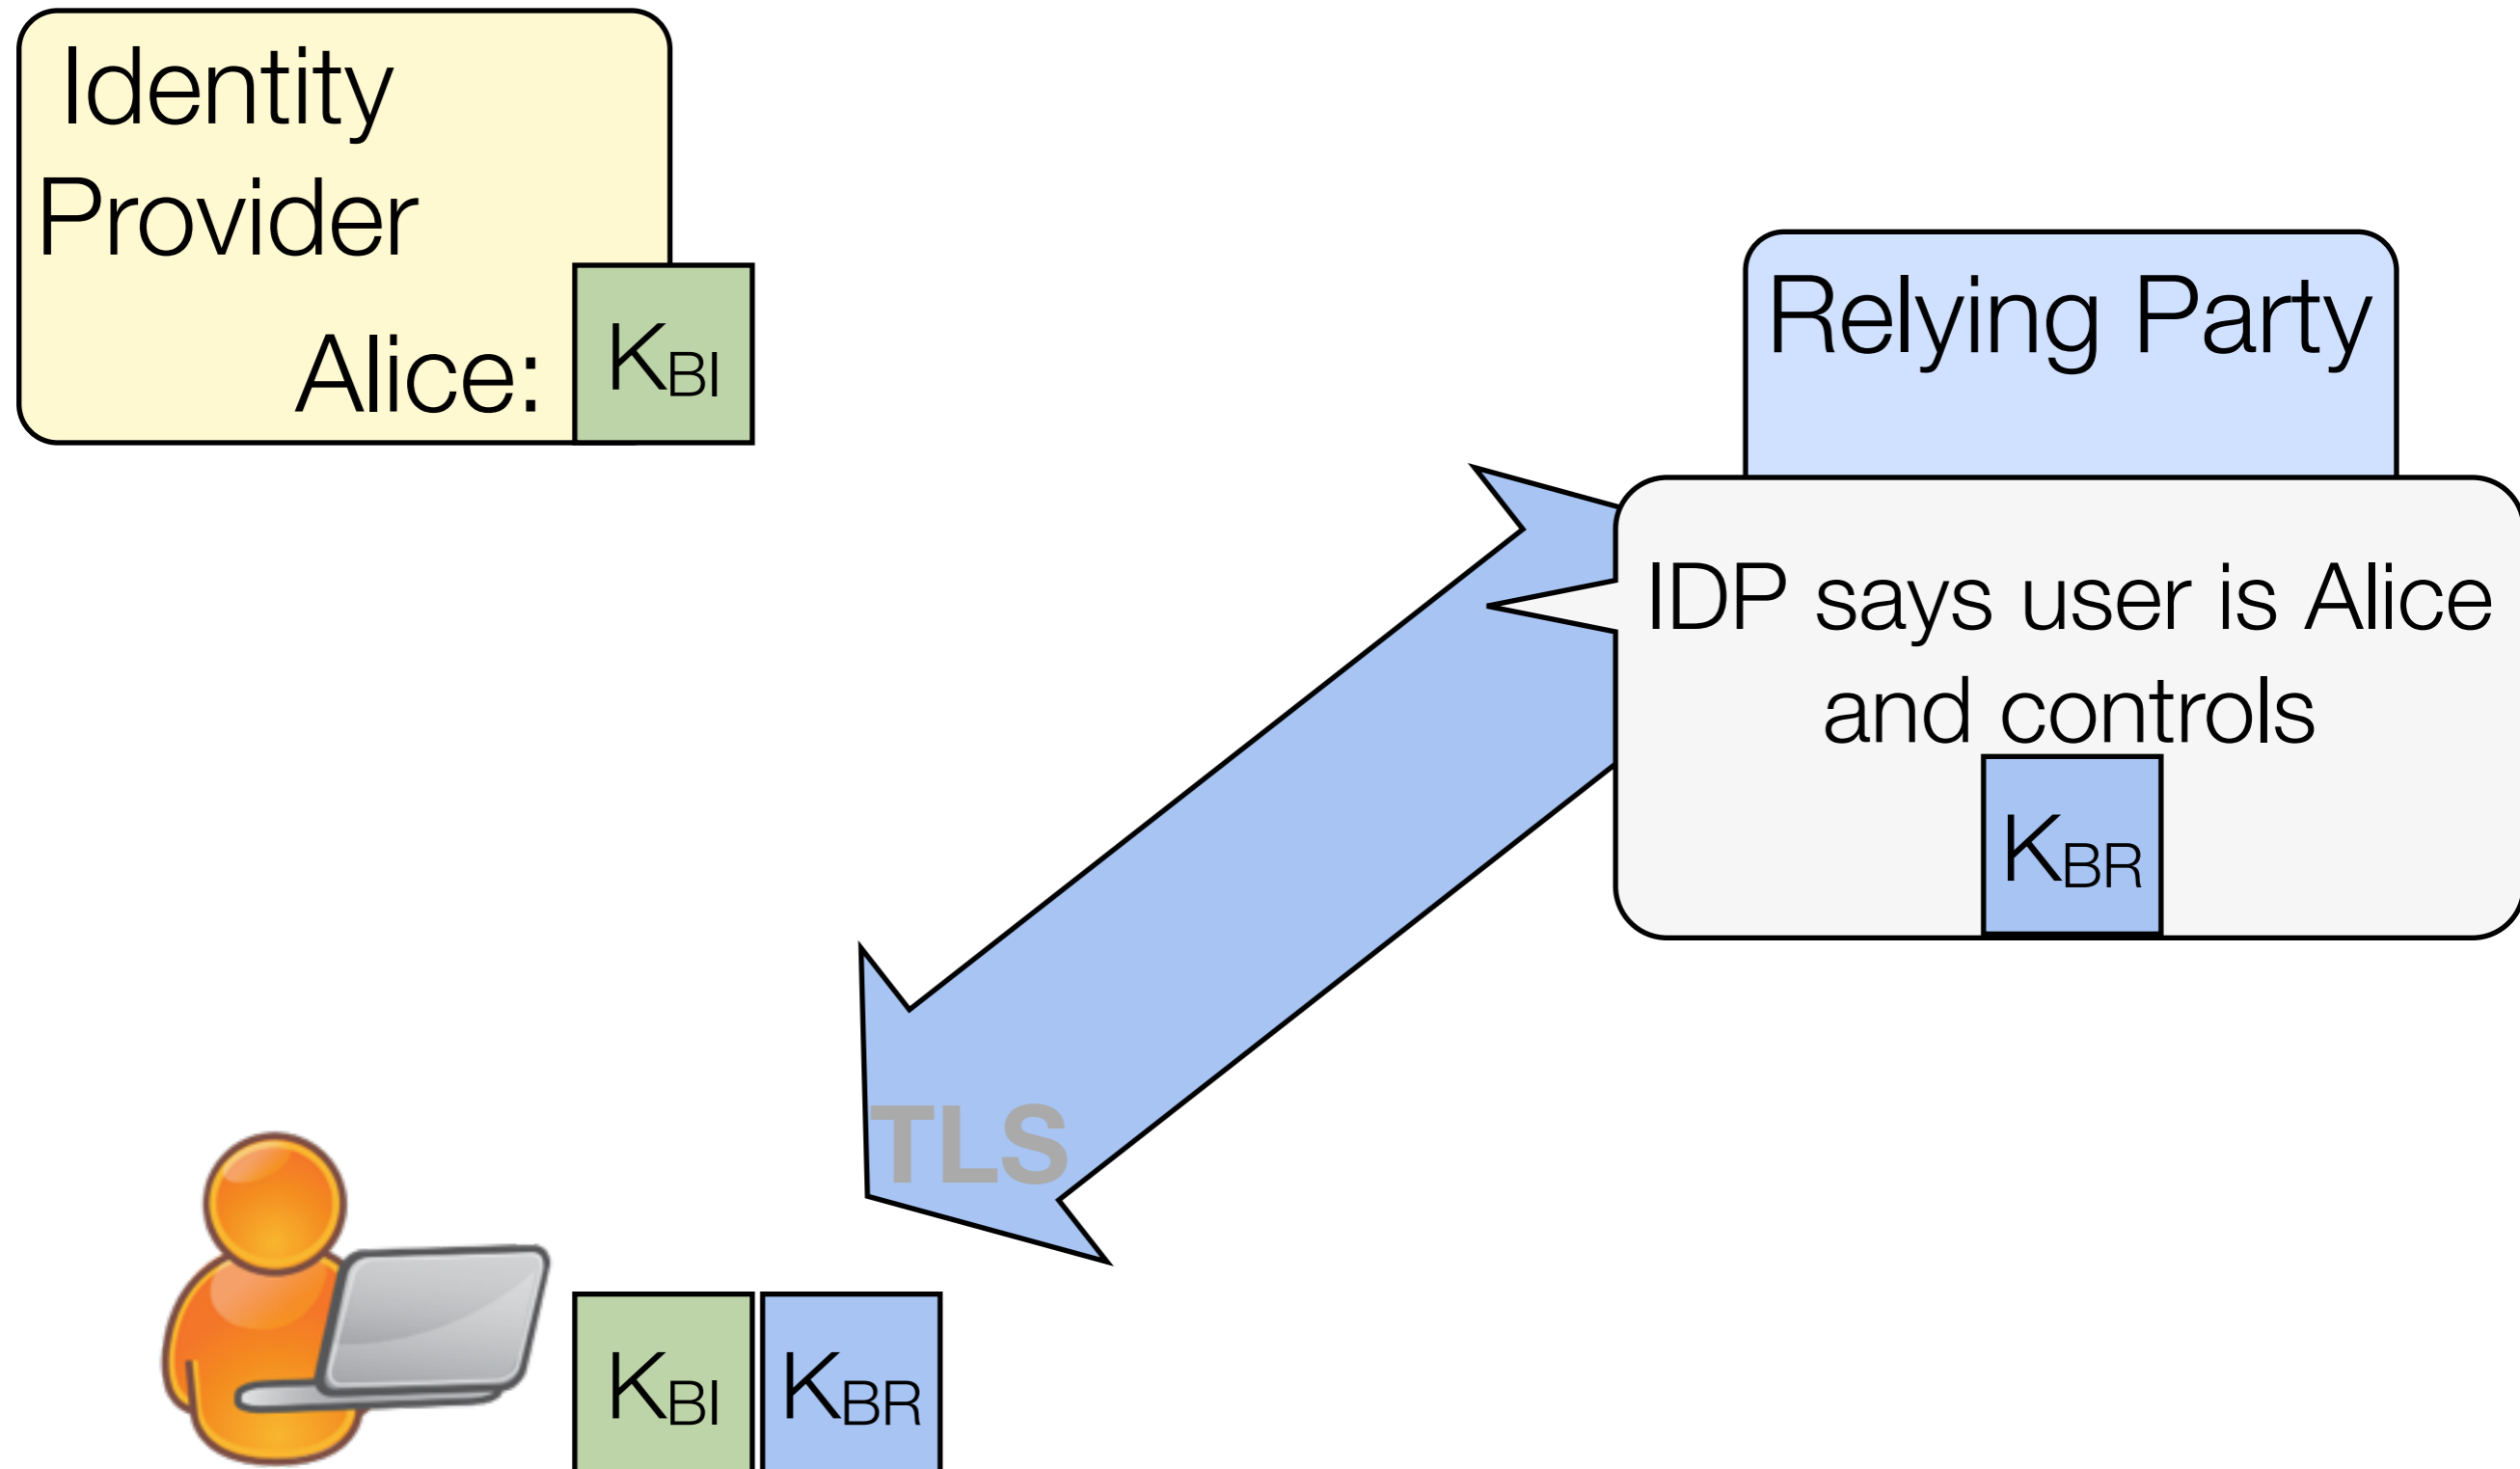 Identity
Provider
Alice: KBI
Relying Party
IDP says user is Alice
and controls
KBR
TLS
KBI KBR